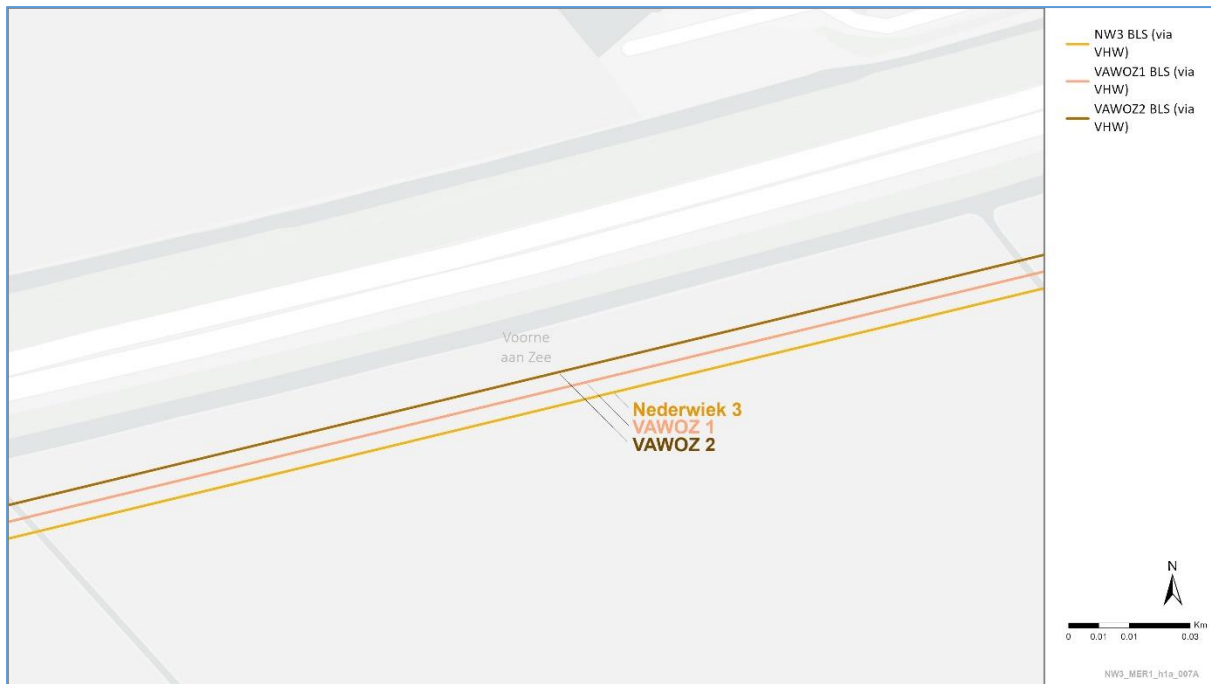 Voorne
aan Zee
Nederwiek 3
VAWOZ 1
VAWOZ 2
NW3 BLS (via
VHW)
VAWOZ1 BLS (via
VHW)
VAWOZ2 BLS (via
VHW)
N
Km
0 0.01 0.01 0.03
NW3_MER1_h1a_007A